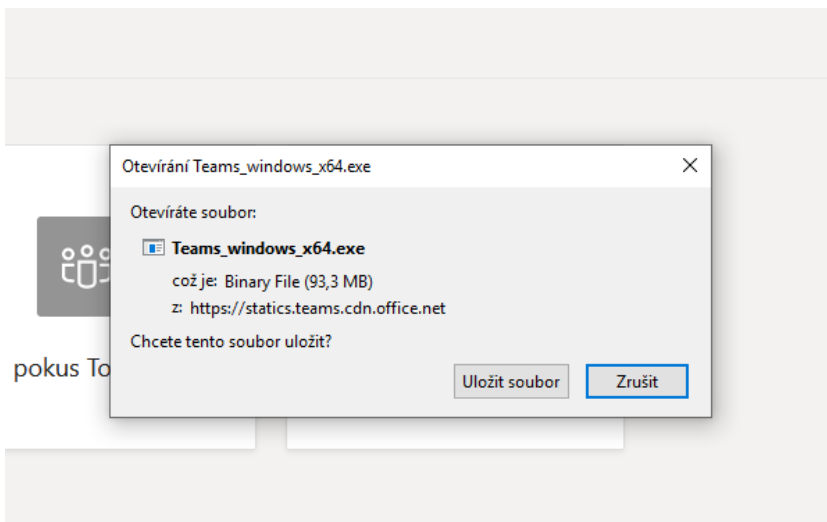 Otevírání Teams_windows_x64.exe
Otevíráte soubor:
Teams_windows_x64.exe
což je: Binary File (93,3 MB)
z: https://statics.teams.cdn.office.net
Chcete tento soubor uložit?
pokus To
Uložit soubor Zrušit